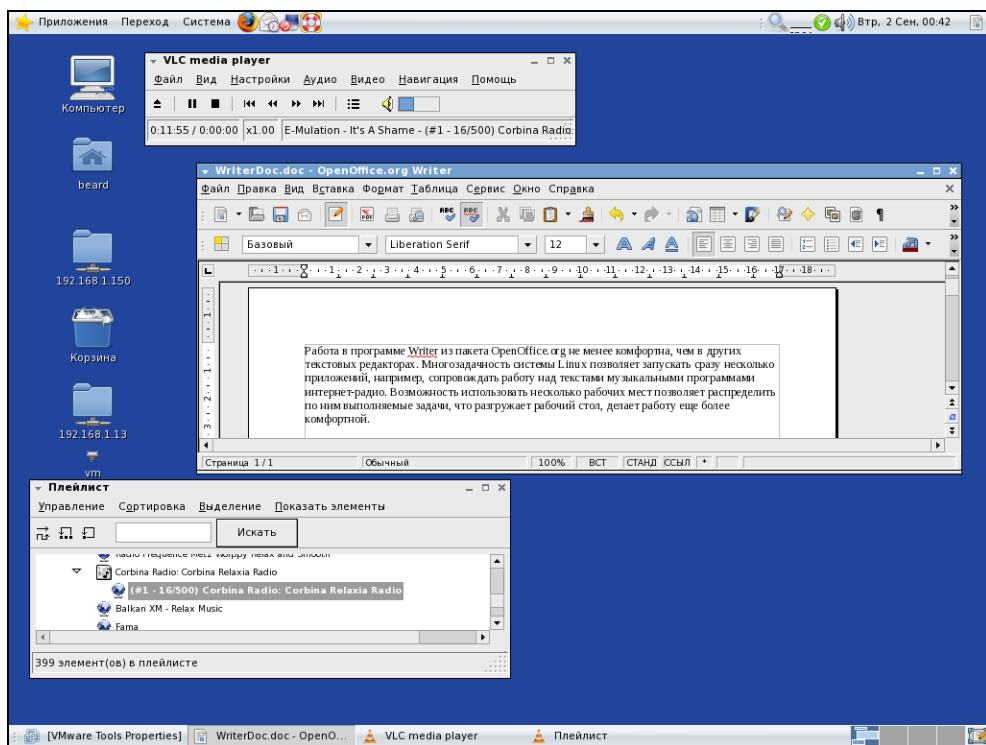 Приложения Переход Система Втр, 2 Сен, 00:42
Компьютер
beard
192.168.1.150
Корзина
192.168.1.13
vm
VLC media player
Файл Вид Настройки Аудио Видео Навигация Помощь
0:11:55 / 0:00:00 x1.00 E-Mulation - It's A Shame - (#1 - 16/500) Corbina Radio:
WriterDoc.doc - OpenOffice.org Writer
Файл Правка Вид Вставка Формат Таблица Сервис Окно Справка
Базовый Liberation Serif 12
Работа в программе Writer из пакета OpenOffice.org не менее комфортна, чем в других
текстовых редакторах. Многозадачность системы Linux позволяет запускать сразу несколько
приложений, например, сопровождать работу над текстами музыкальными программами
интернет-радио. Возможность использовать несколько рабочих мест позволяет распределить
по ним выполняемые задачи, что разгружает рабочий стол, делает работу еще более
комфортной.
Страница 1/1 Обычный 100% ВСТ СТАНД ССЫЛ *
Плейлист
Управление Сортировка Выделение Показать элементы
Искать
Radio Frequence Metz Woippy Relax and Smooth
Corbina Radio: Corbina Relaxia Radio
(#1 - 16/500) Corbina Radio: Corbina Relaxia Radio
Balkan XM - Relax Music
Fama
399 элемент(ов) в плейлисте
[VMware Tools Properties] WriterDoc.doc - OpenO... VLC media player Плейлист